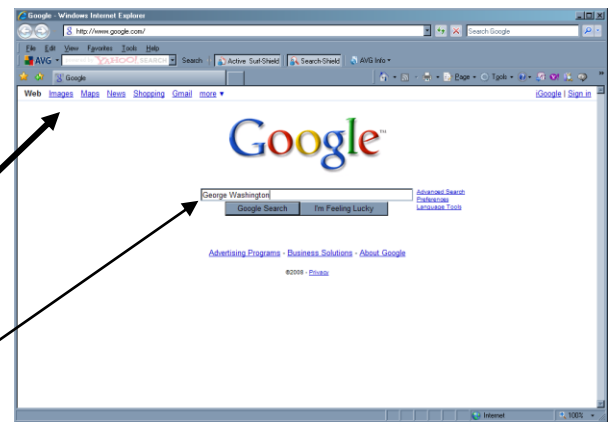 Google - Windows Internet Explorer
http://www.google.com/
Search Google
File Edit View Favorites Tools Help
AVG YAHOO! SEARCH Search Active Surf-Shield Search-Shield AVG Info
Google Page Tools
Web Images Maps News Shopping Gmail more ▼ iGoogle | Sign in
Google™
George Washington
Advanced Search
Preferences
Language Tools
Google Search I'm Feeling Lucky
Advertising Programs - Business Solutions - About Google
- Privacy
Internet 100%